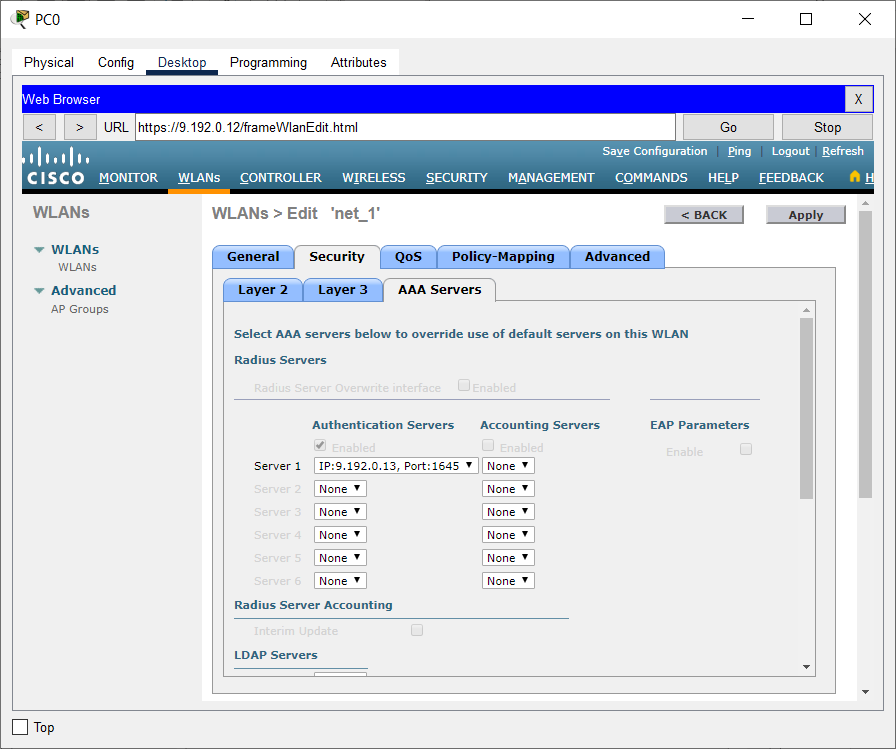 PC0
Physical Config Desktop Programming Attributes
Web Browser X
< > URL https://9.192.0.12/frameWlanEdit.html Go Stop
Save Configuration | Ping | Logout | Refresh
CISCO MONITOR WLANs CONTROLLER WIRELESS SECURITY MANAGEMENT COMMANDS HELP FEEDBACK H
WLANs
WLANs > Edit 'net_1' < BACK Apply
WLANs
WLANs
Advanced
AP Groups
General Security QoS Policy-Mapping Advanced
Layer 2 Layer 3 AAA Servers
Select AAA servers below to override use of default servers on this WLAN
Radius Servers
Radius Server Overwrite interface Enabled
Authentication Servers Accounting Servers EAP Parameters
Enabled Enabled Enable
Server 1 IP:9.192.0.13, Port:1645 None
Server 2 None None
Server 3 None None
Server 4 None None
Server 5 None None
Server 6 None None
Radius Server Accounting
Interim Update
LDAP Servers
Top